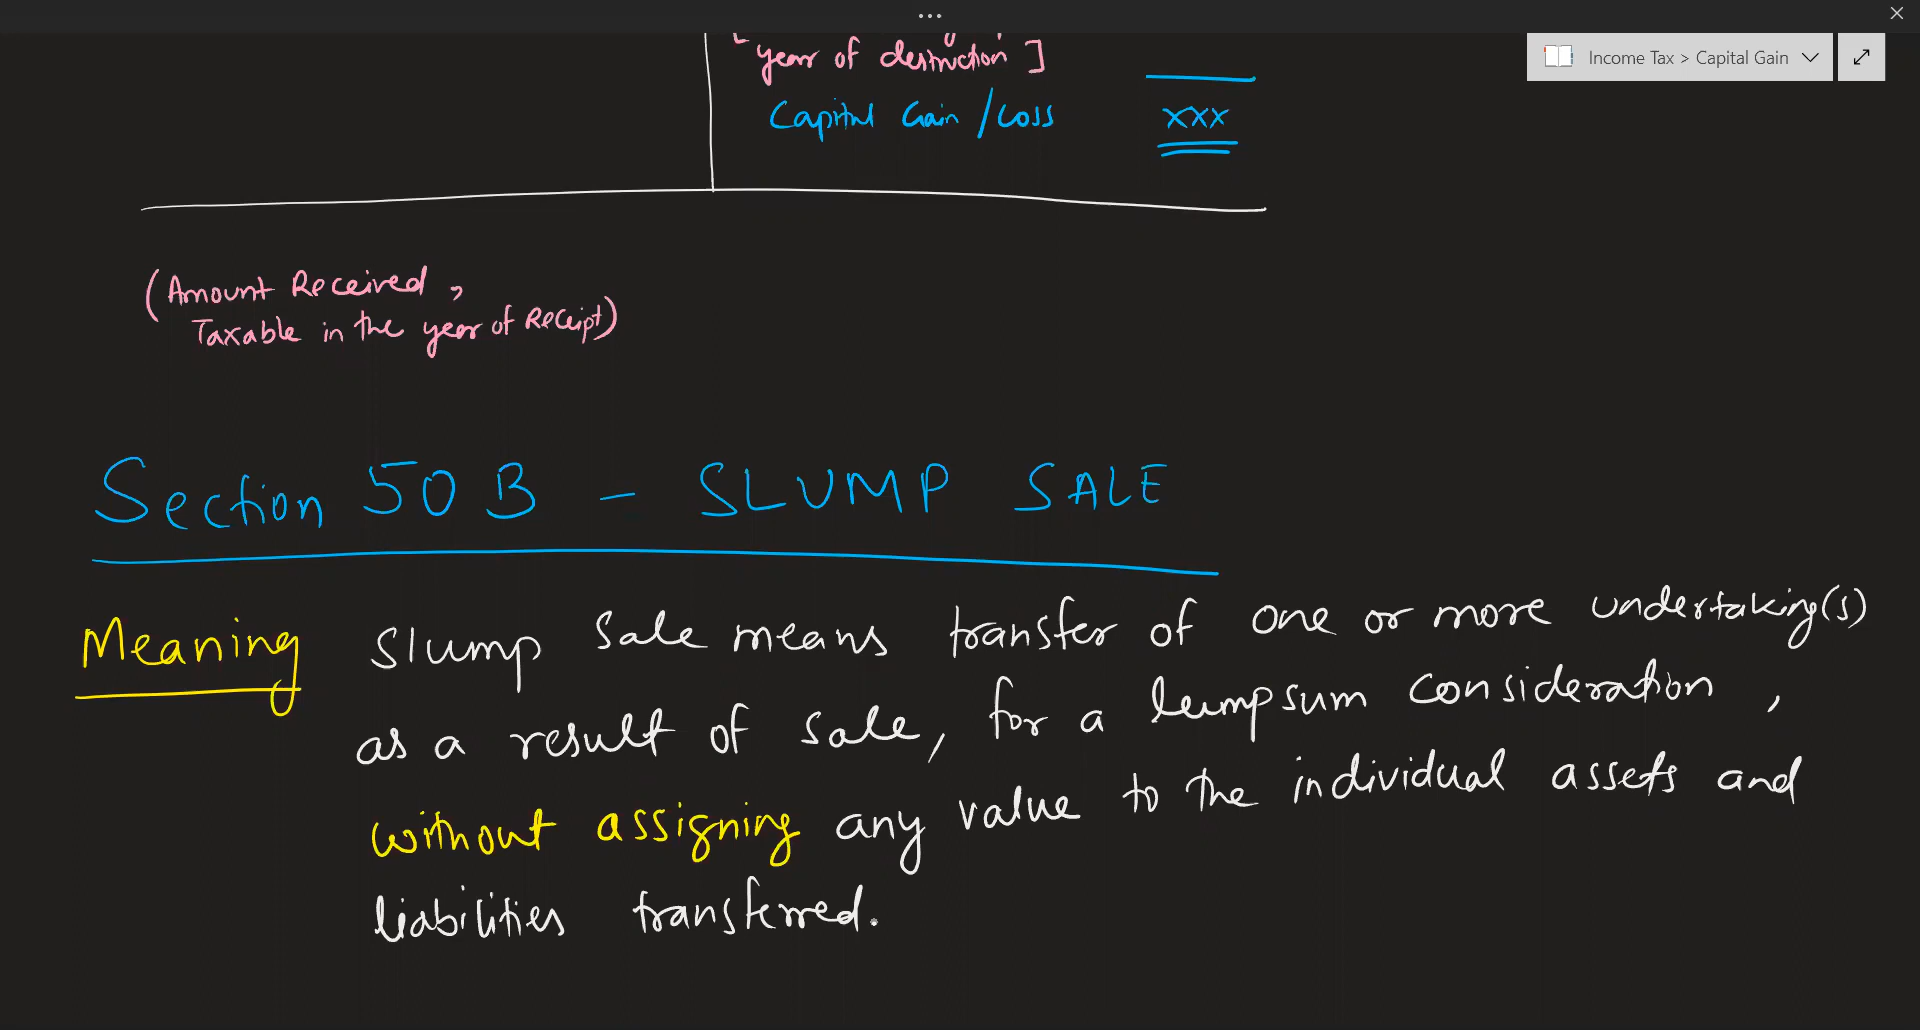 year of destruction ]
Income Tax > Capital Gain
Capital Gain / Loss xxx
(Amount Received,
Taxable in the year of Receipt)
Section 50 B - SLUMP SALE
Meaning Slump Sale means transfer of one or more undertaking(s)
as a result of sale, for a lumpsum consideration,
without assigning any value to the individual assets and
liabilities transferred.